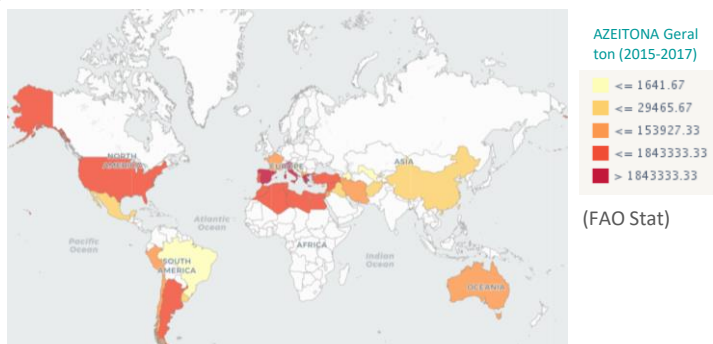 AZEITONA Geral
ton (2015-2017)
<= 1641.67
<= 29465.67
<= 153927.33
<= 1843333.33
> 1843333.33
(FAO Stat)
NORTH
AMERICA
EUROPE
ASIA
Atlantic
Ocean
Pacific
Ocean
AFRICA
Indian
Ocean
SOUTH
AMERICA
OCEANIA